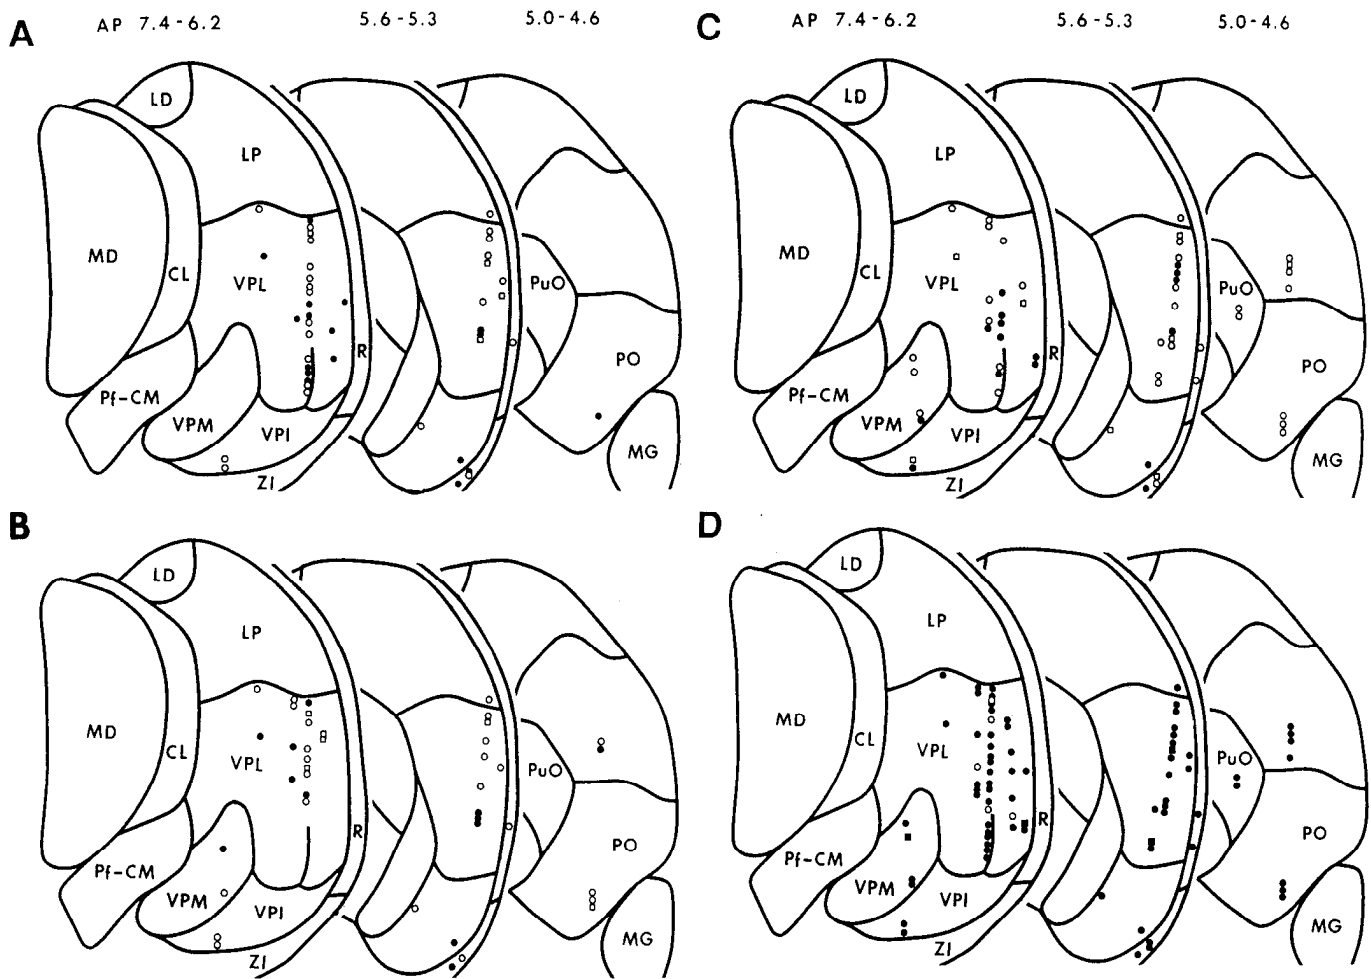 A AP 7.4-6.2 5.6-5.3 5.0-4.6
LD
LP
MD
CL
VPL
PuO
R
PO
Pf-CM
VPM
VPI
MG
ZI
C AP 7.4-6.2 5.6-5.3 5.0-4.6
LD
LP
MD
CL
VPL
PuO
R
PO
Pf-CM
VPM
VPI
MG
ZI
B
LD
LP
MD
CL
VPL
PuO
R
PO
Pf-CM
VPM
VPI
MG
ZI
D
LD
LP
MD
CL
VPL
PuO
R
PO
Pf-CM
VPM
VPI
MG
ZI